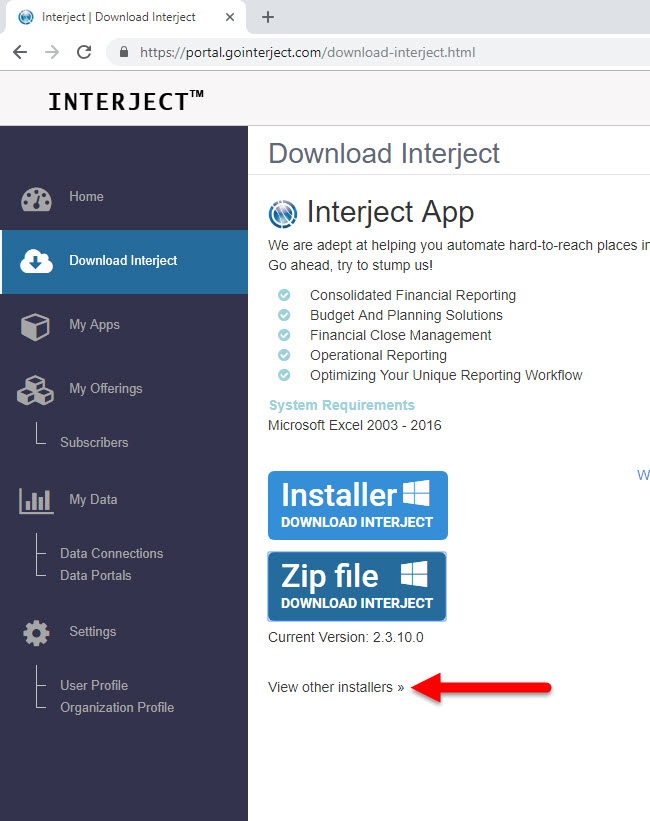 Interject | Download Interject
https://portal.gointerject.com/download-interject.html
INTERJECT™
Home
Download Interject
My Apps
My Offerings
Subscribers
My Data
Data Connections
Data Portals
Settings
User Profile
Organization Profile
Download Interject
Interject App
We are adept at helping you automate hard-to-reach places in
Go ahead, try to stump us!
Consolidated Financial Reporting
Budget And Planning Solutions
Financial Close Management
Operational Reporting
Optimizing Your Unique Reporting Workflow
System Requirements
Microsoft Excel 2003 - 2016
W
Installer
DOWNLOAD INTERJECT
Zip file
DOWNLOAD INTERJECT
Current Version: 2.3.10.0
View other installers »